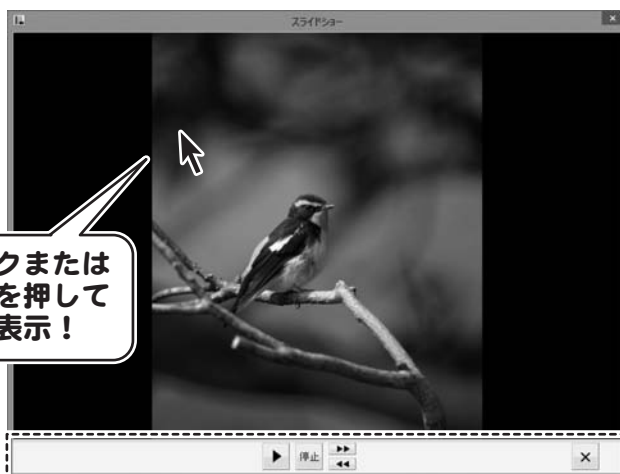 スライドショー
クまたは
を押して
表示！
停止